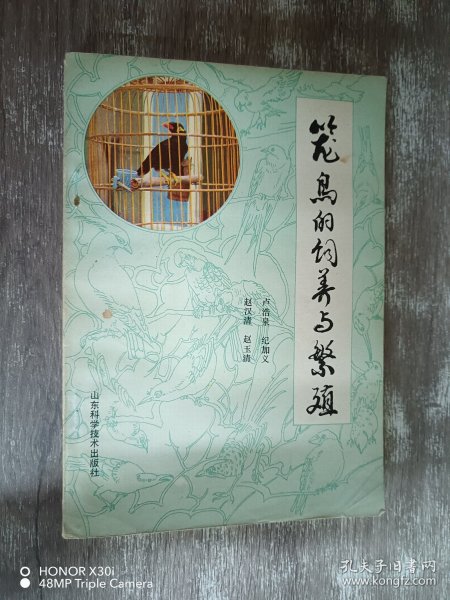 笼鸟的饲养与繁殖
卢浩泉 纪加义
赵汉清 赵玉清
山东科学技术出版社
HONOR X30i
48MP Triple Camera
孔夫子旧书网
www.kongfz.com